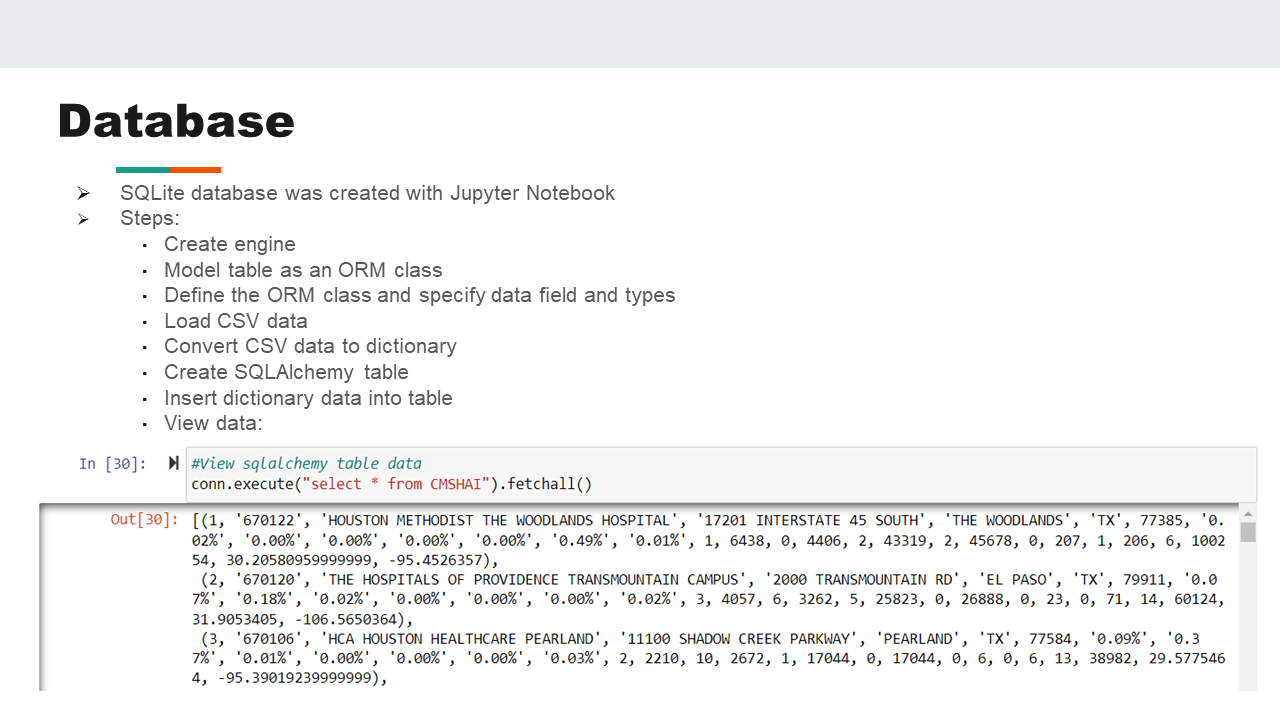 Database
➢ SQLite database was created with Jupyter Notebook
➢ Steps:
▪ Create engine
▪ Model table as an ORM class
▪ Define the ORM class and specify data field and types
▪ Load CSV data
▪ Convert CSV data to dictionary
▪ Create SQLAlchemy table
▪ Insert dictionary data into table
▪ View data:
In [30]: #View sqlalchemy table data
conn.execute("select * from CMSHAI").fetchall()
Out[30]: [(1, '670122', 'HOUSTON METHODIST THE WOODLANDS HOSPITAL', '17201 INTERSTATE 45 SOUTH', 'THE WOODLANDS', 'TX', 77385, '0.
02%', '0.00%', '0.00%', '0.00%', '0.00%', '0.49%', '0.01%', 1, 6438, 0, 4406, 2, 43319, 2, 45678, 0, 207, 1, 206, 6, 1002
54, 30.20580959999999, -95.4526357),
(2, '670120', 'THE HOSPITALS OF PROVIDENCE TRANSMOUNTAIN CAMPUS', '2000 TRANSMOUNTAIN RD', 'EL PASO', 'TX', 79911, '0.0
7%', '0.18%', '0.02%', '0.00%', '0.00%', '0.00%', '0.02%', 3, 4057, 6, 3262, 5, 25823, 0, 26888, 0, 23, 0, 71, 14, 60124,
31.9053405, -106.5650364),
(3, '670106', 'HCA HOUSTON HEALTHCARE PEARLAND', '11100 SHADOW CREEK PARKWAY', 'PEARLAND', 'TX', 77584, '0.09%', '0.3
7%', '0.01%', '0.00%', '0.00%', '0.00%', '0.03%', 2, 2210, 10, 2672, 1, 17044, 0, 17044, 0, 6, 0, 6, 13, 38982, 29.577546
4, -95.39019239999999),